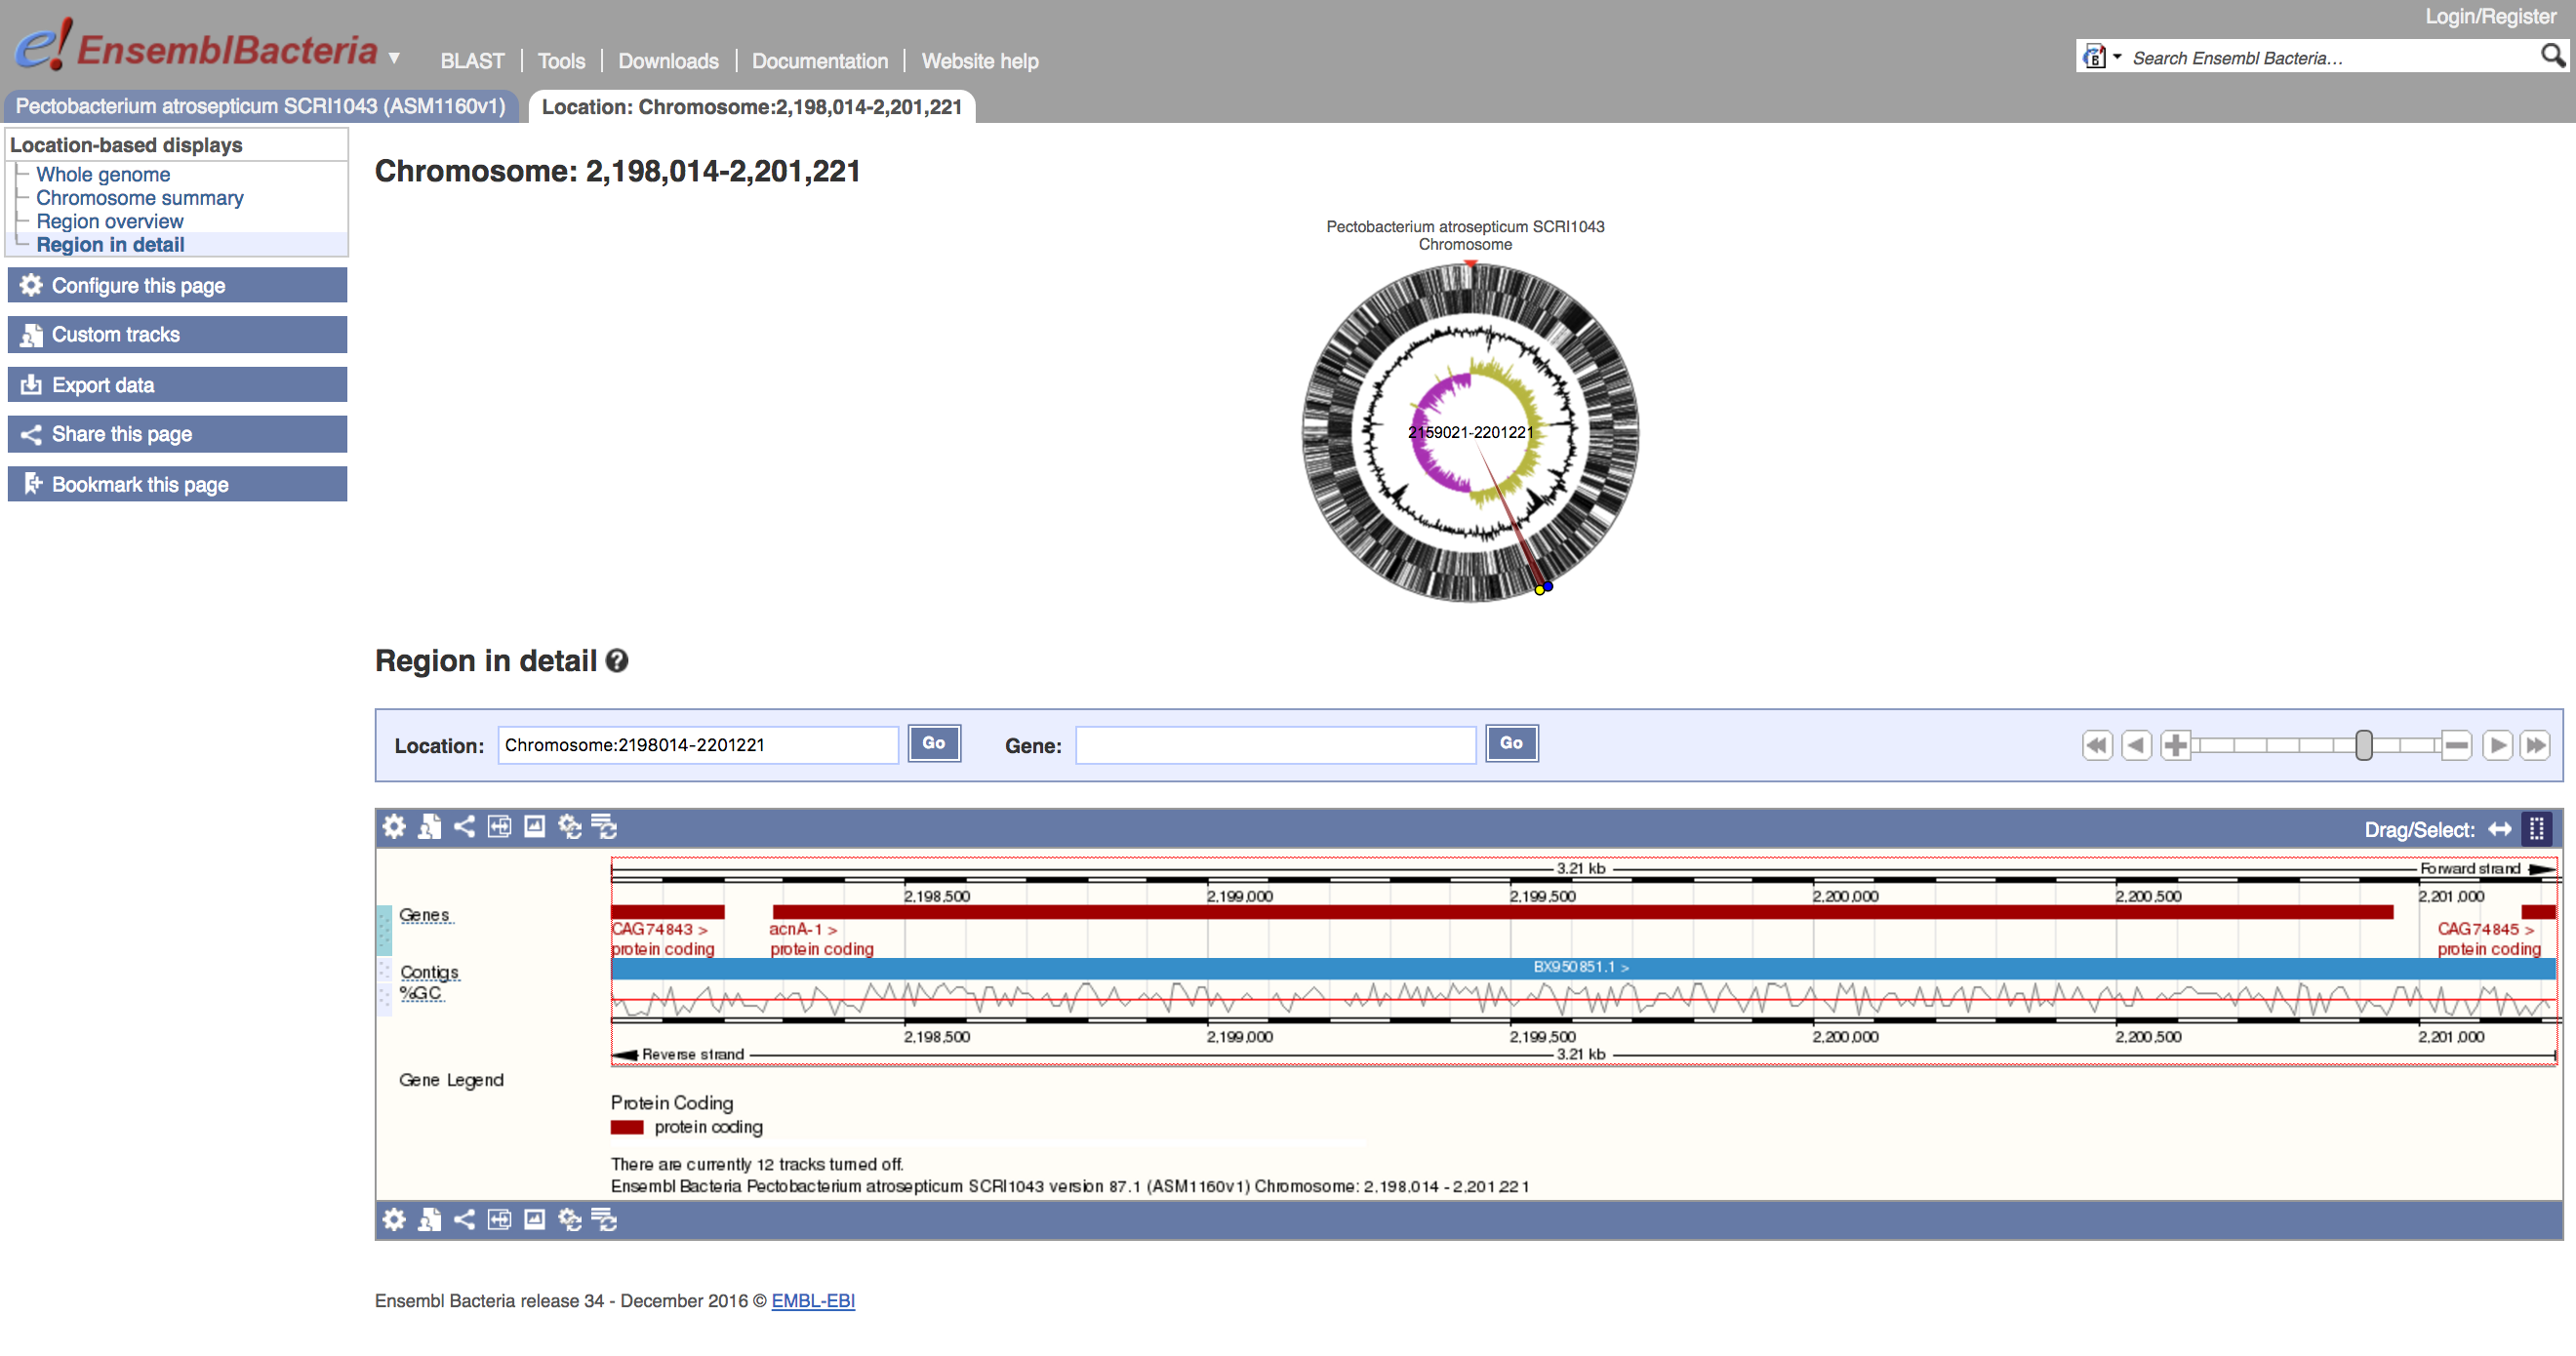 Login/Register
e!EnsemblBacteria ▼ BLAST Tools Downloads Documentation Website help
Search Ensembl Bacteria…
Pectobacterium atrosepticum SCRI1043 (ASM1160v1) Location: Chromosome:2,198,014-2,201,221
Location-based displays
Whole genome
Chromosome summary
Region overview
Region in detail
Configure this page
Custom tracks
Export data
Share this page
Bookmark this page
Chromosome: 2,198,014-2,201,221
Pectobacterium atrosepticum SCRI1043
Chromosome
2159021-2201221
Region in detail ?
Location: Chromosome:2198014-2201221 Go Gene: Go
Drag/Select:
3.21 kb Forward strand
2,198,500 2,199,000 2,199,500 2,200,000 2,200,500 2,201,000
Genes
CAG74843 > acnA-1 > CAG74845 >
protein coding protein coding protein coding
Contigs BX950851.1 >
%GC
2,198,500 2,199,000 2,199,500 2,200,000 2,200,500 2,201,000
Reverse strand 3.21 kb
Gene Legend
Protein Coding
protein coding
There are currently 12 tracks turned off.
Ensembl Bacteria Pectobacterium atrosepticum SCRI1043 version 87.1 (ASM1160v1) Chromosome: 2,198,014 - 2,201,221
Ensembl Bacteria release 34 - December 2016 © EMBL-EBI